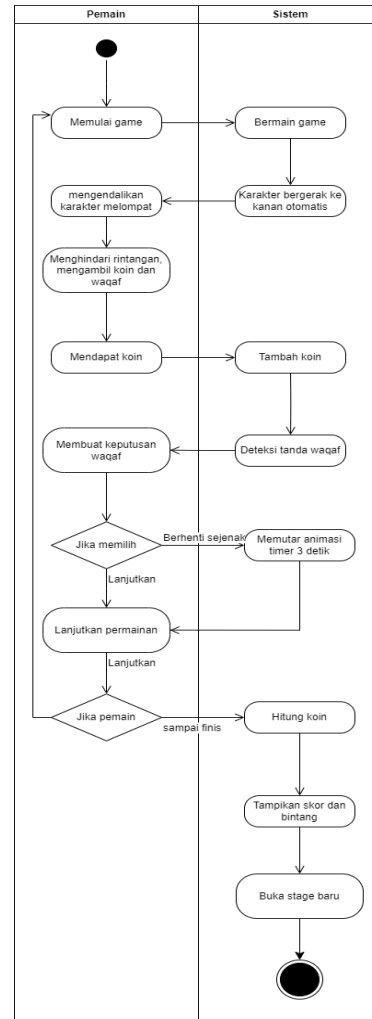 Pemain
Sistem
Memulai game
Bermain game
mengendalikan
karakter melompat
Karakter bergerak ke
kanan otomatis
Menghindari rintangan,
mengambil koin dan
waqaf
Mendapat koin
Tambah koin
Membuat keputusan
waqaf
Deteksi tanda waqaf
Jika memilih
Berhenti sejenak
Memutar animasi
timer 3 detik
Lanjutkan
Lanjutkan permainan
Lanjutkan
Jika pemain
sampai finis
Hitung koin
Tampikan skor dan
bintang
Buka stage baru